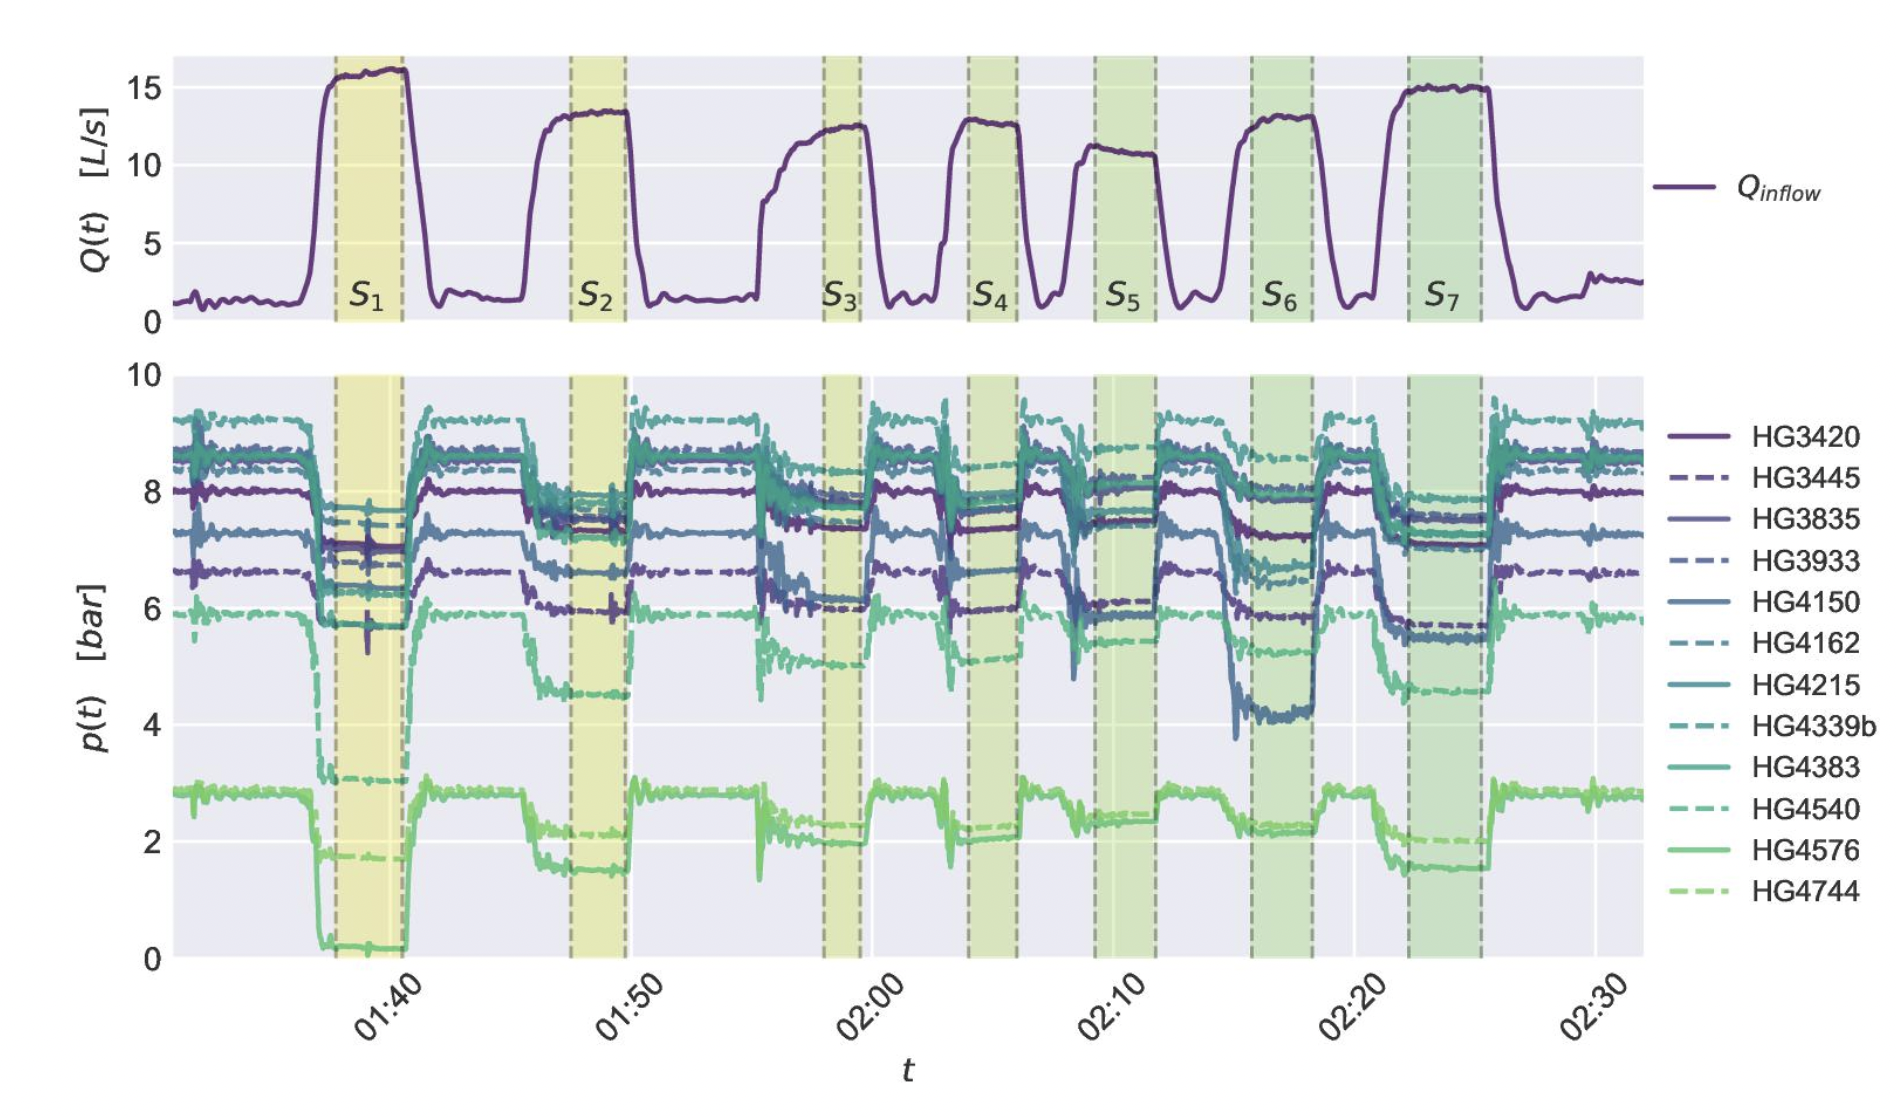 15
10
5
0
Q(t) [L/s]
S1 S2 S3 S4 S5 S6 S7
Qinflow
10
8
6
4
2
0
p(t) [bar]
HG3420
HG3445
HG3835
HG3933
HG4150
HG4162
HG4215
HG4339b
HG4383
HG4540
HG4576
HG4744
01:40 01:50 02:00 02:10 02:20 02:30
t